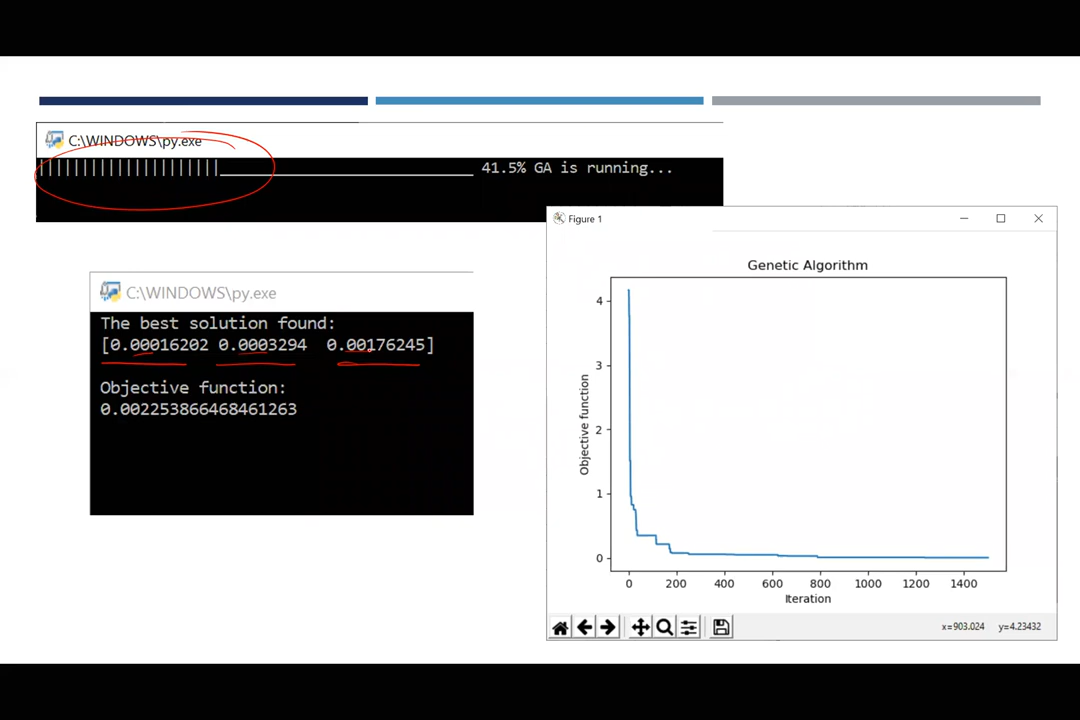 C:\WINDOWS\py.exe
||||||||||||||||||||||_____________________________ 41.5% GA is running...
C:\WINDOWS\py.exe
The best solution found:
[0.00016202 0.0003294  0.00176245]
Objective function:
0.002253866468461263
Figure 1
Genetic Algorithm
4
3
2
1
0
Objective function
0 200 400 600 800 1000 1200 1400
Iteration
x=903.024 y=4.23432